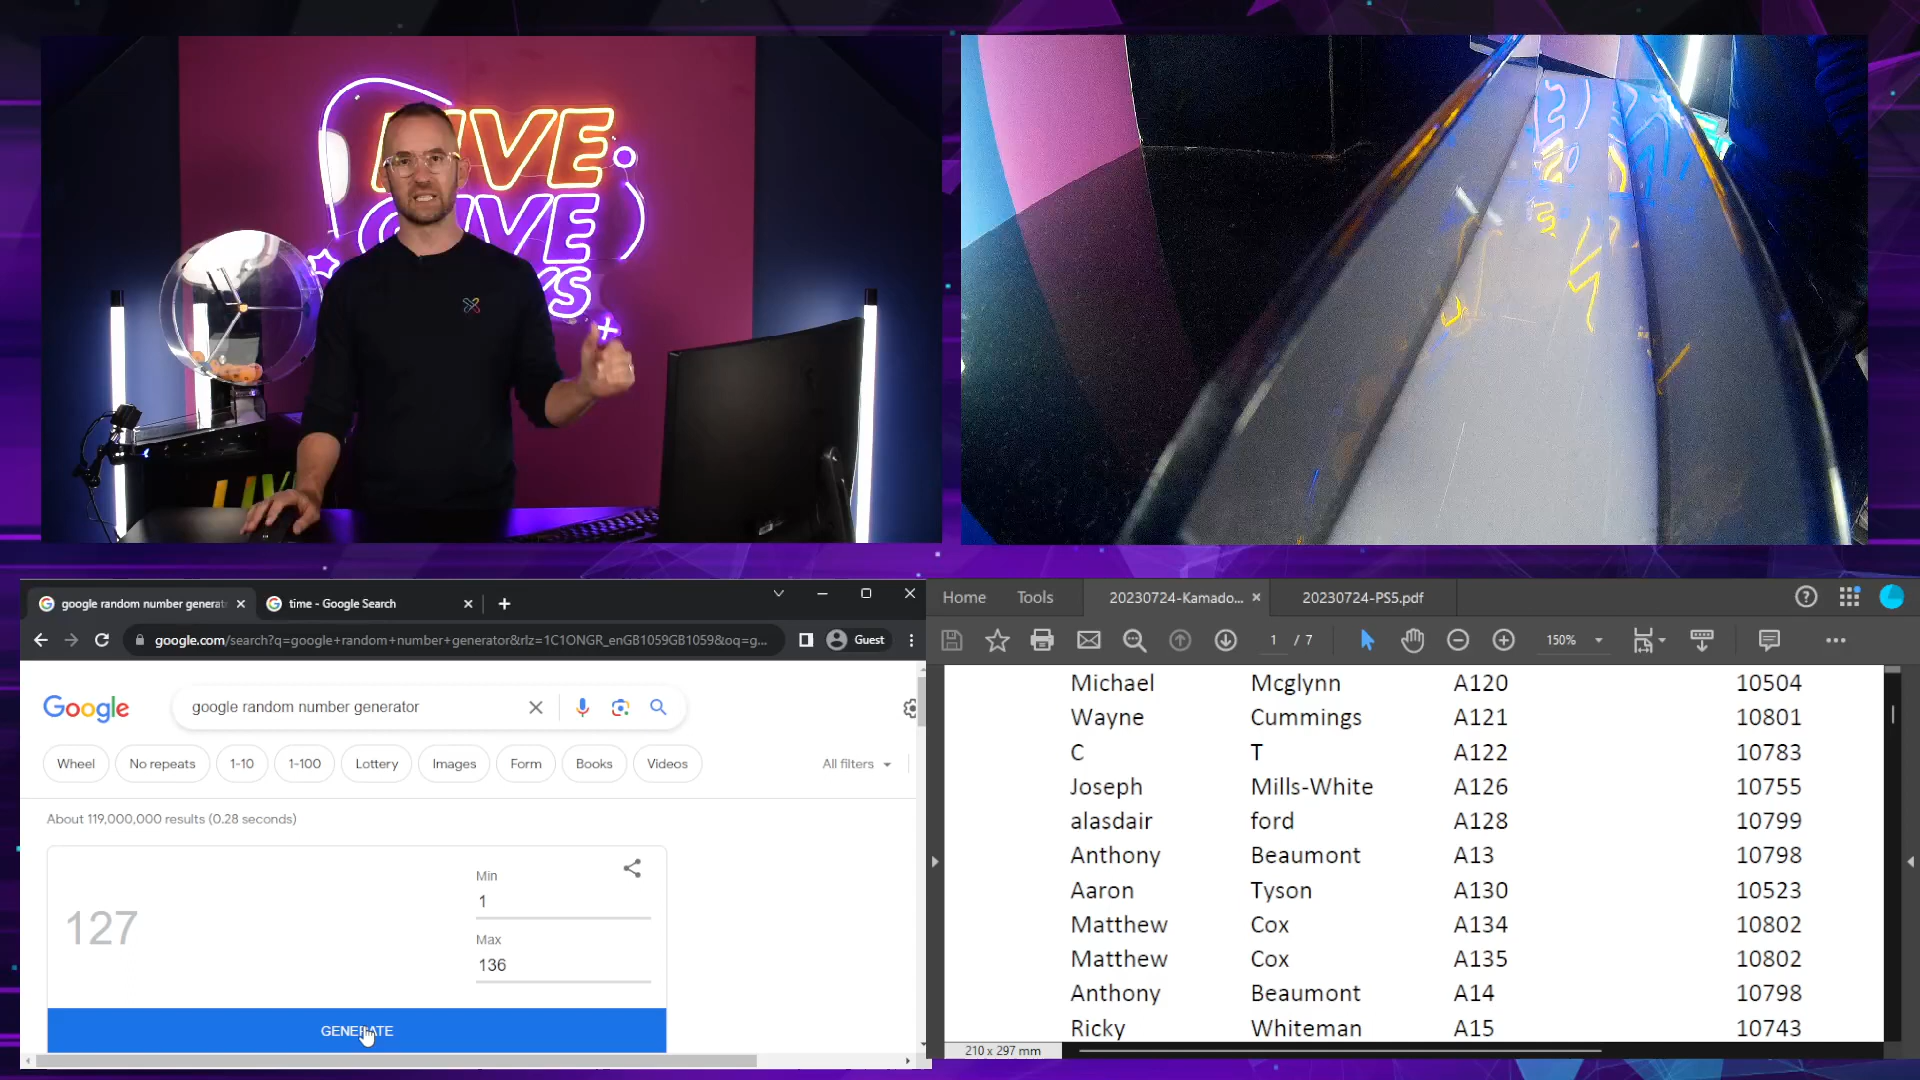 LIVE
GIVE
google random number generat
time - Google Search
google.com/search?q=google+random+number+generator&rlz=1C1ONGR_enGB1059GB1059&oq=g...
Guest
Google
google random number generator
Wheel
No repeats
1-10
1-100
Lottery
Images
Form
Books
Videos
All filters
About 119,000,000 results (0.28 seconds)
127
Min
1
Max
136
GENERATE
Home
Tools
20230724-Kamado...
20230724-PS5.pdf
1 / 7
150%
Michael Mcglynn A120 10504
Wayne Cummings A121 10801
C T A122 10783
Joseph Mills-White A126 10755
alasdair ford A128 10799
Anthony Beaumont A13 10798
Aaron Tyson A130 10523
Matthew Cox A134 10802
Matthew Cox A135 10802
Anthony Beaumont A14 10798
Ricky Whiteman A15 10743
210 x 297 mm